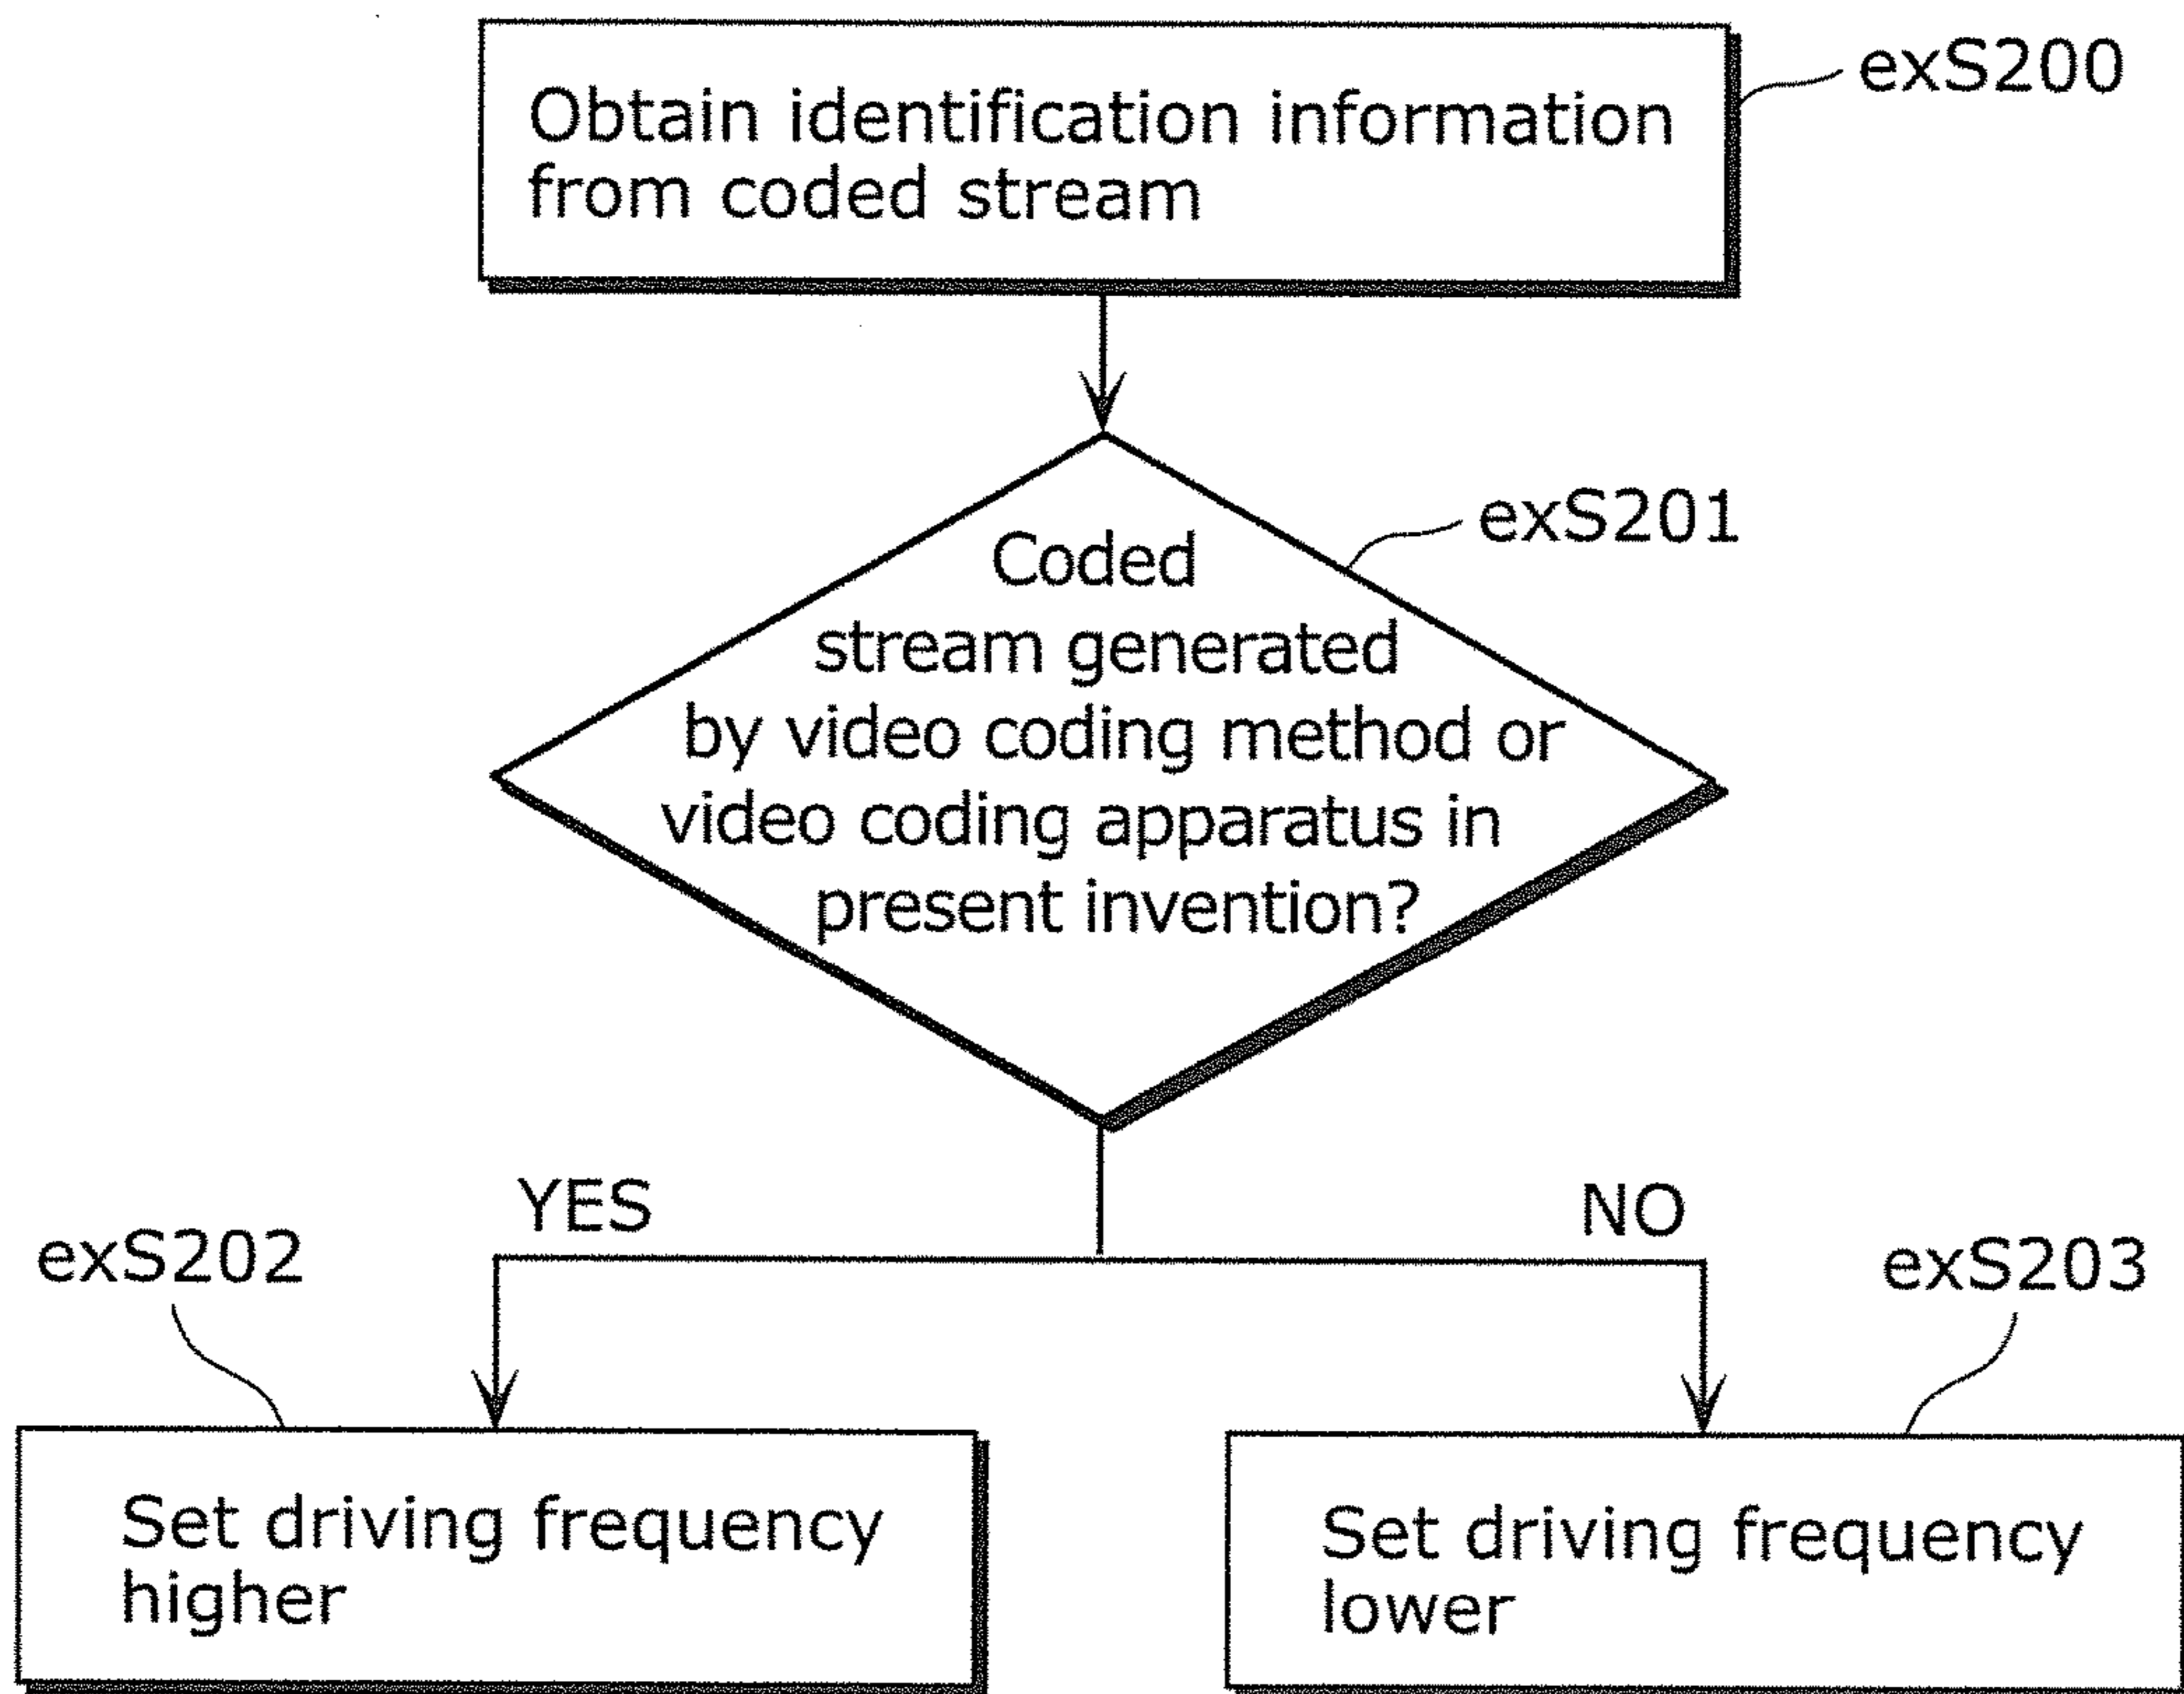 Obtain identification information
from coded stream
exS200
Coded
stream generated
by video coding method or
video coding apparatus in
present invention?
exS201
YES
NO
exS202
exS203
Set driving frequency
higher
Set driving frequency
lower